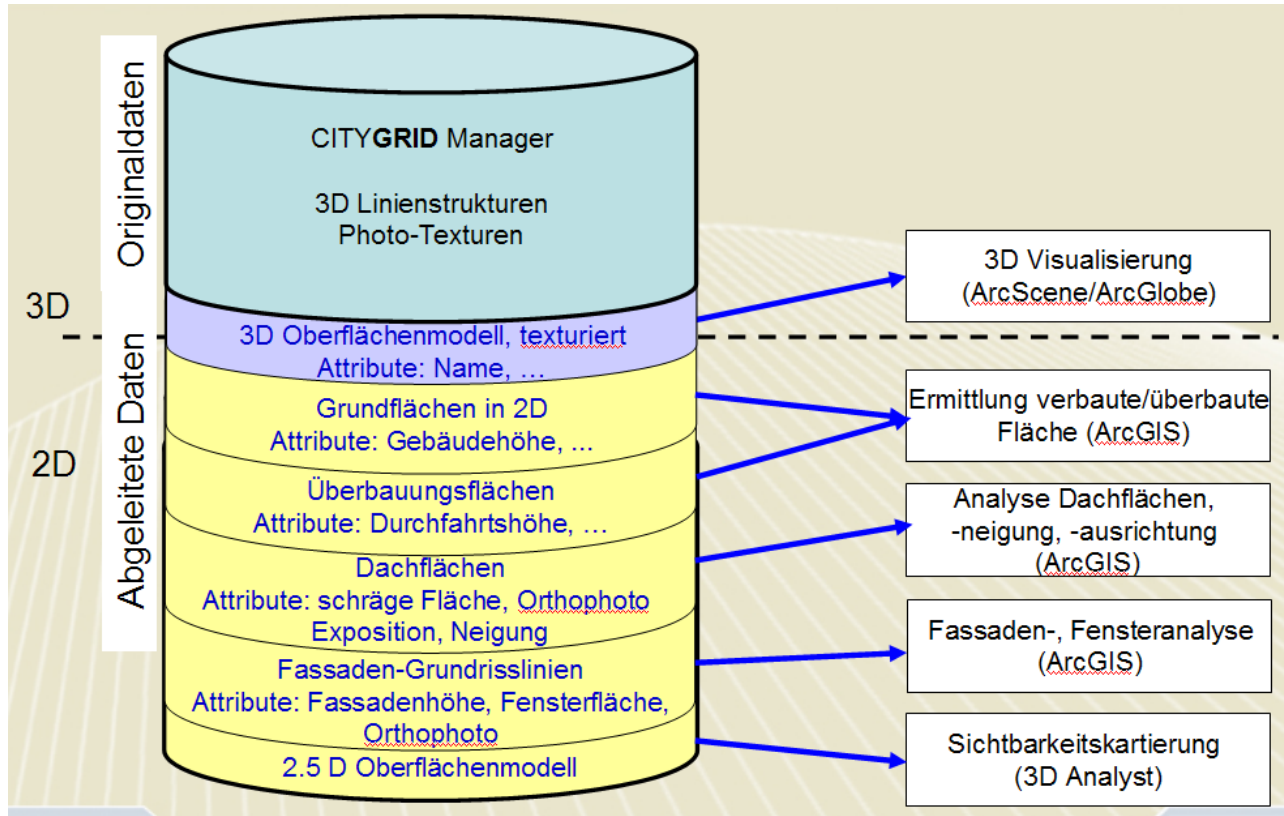 Originaldaten
CITYGRID Manager
3D Linienstrukturen
Photo-Texturen
3D
3D Oberflächenmodell, texturiert
Attribute: Name, ...
Abgeleitete Daten
2D
Grundflächen in 2D
Attribute: Gebäudehöhe, ...
Überbauungsflächen
Attribute: Durchfahrtshöhe, ...
Dachflächen
Attribute: schräge Fläche, Orthophoto
Exposition, Neigung
Fassaden-Grundrisslinien
Attribute: Fassadenhöhe, Fensterfläche,
Orthophoto
2.5 D Oberflächenmodell
3D Visualisierung
(ArcScene/ArcGlobe)
Ermittlung verbaute/überbaute
Fläche (ArcGIS)
Analyse Dachflächen,
-neigung, -ausrichtung
(ArcGIS)
Fassaden-, Fensteranalyse
(ArcGIS)
Sichtbarkeitskartierung
(3D Analyst)